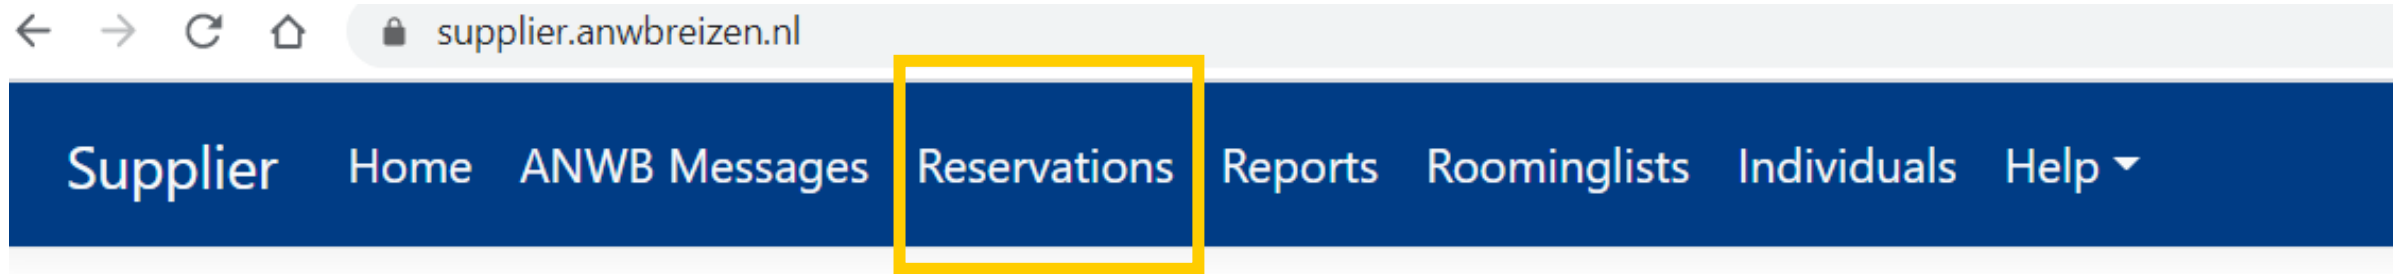 supplier.anwbreizen.nl
Supplier Home ANWB Messages Reservations Reports Roominglists Individuals Help